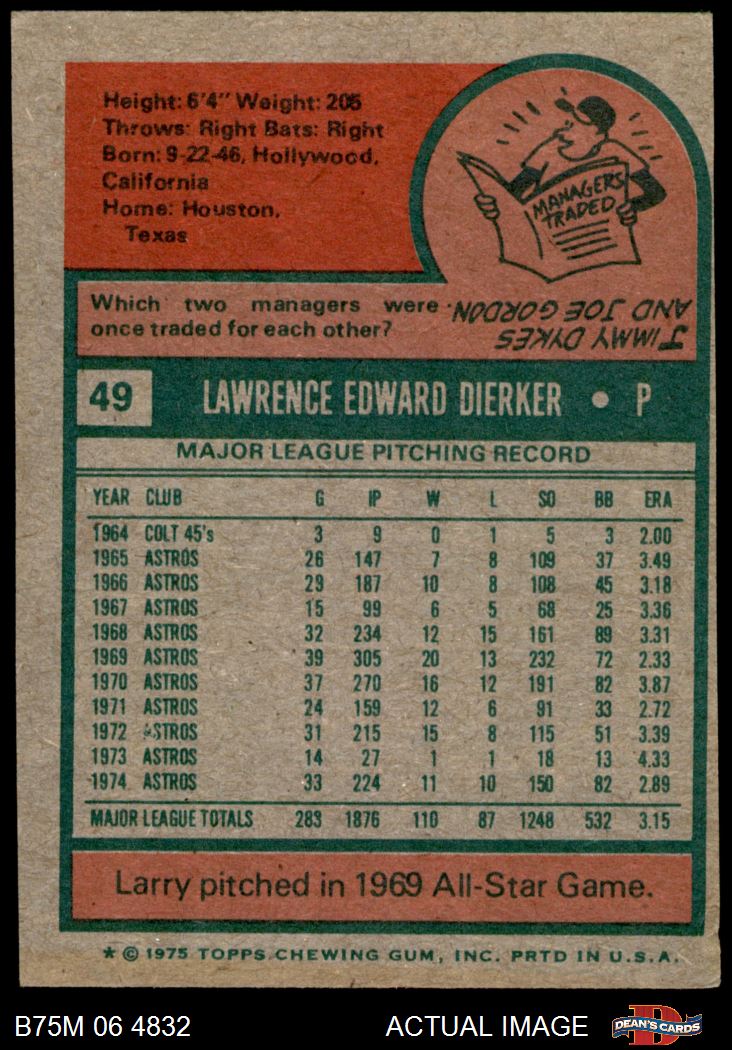 Height: 6'4" Weight: 205
Throws: Right Bats: Right
Born: 9-22-46, Hollywood,
California
Home: Houston,
Texas
MANAGERS
TRADED
Which two managers were
once traded for each other?
JIMMY DYKES
AND JOE GORDON
49 LAWRENCE EDWARD DIERKER • P
MAJOR LEAGUE PITCHING RECORD
YEAR CLUB G IP W L SO BB ERA
1964 COLT 45's 3 9 0 1 5 3 2.00
1965 ASTROS 26 147 7 8 109 37 3.49
1966 ASTROS 29 187 10 8 108 45 3.18
1967 ASTROS 15 99 6 5 68 25 3.36
1968 ASTROS 32 234 12 15 161 89 3.31
1969 ASTROS 39 305 20 13 232 72 2.33
1970 ASTROS 37 270 16 12 191 82 3.87
1971 ASTROS 24 159 12 6 91 33 2.72
1972 ASTROS 31 215 15 8 115 51 3.39
1973 ASTROS 14 27 1 1 18 13 4.33
1974 ASTROS 33 224 11 10 150 82 2.89
MAJOR LEAGUE TOTALS 283 1876 110 87 1248 532 3.15
Larry pitched in 1969 All-Star Game.
* © 1975 TOPPS CHEWING GUM, INC. PRTD IN U.S.A.
B75M 06 4832 ACTUAL IMAGE D DEAN'S CARDS